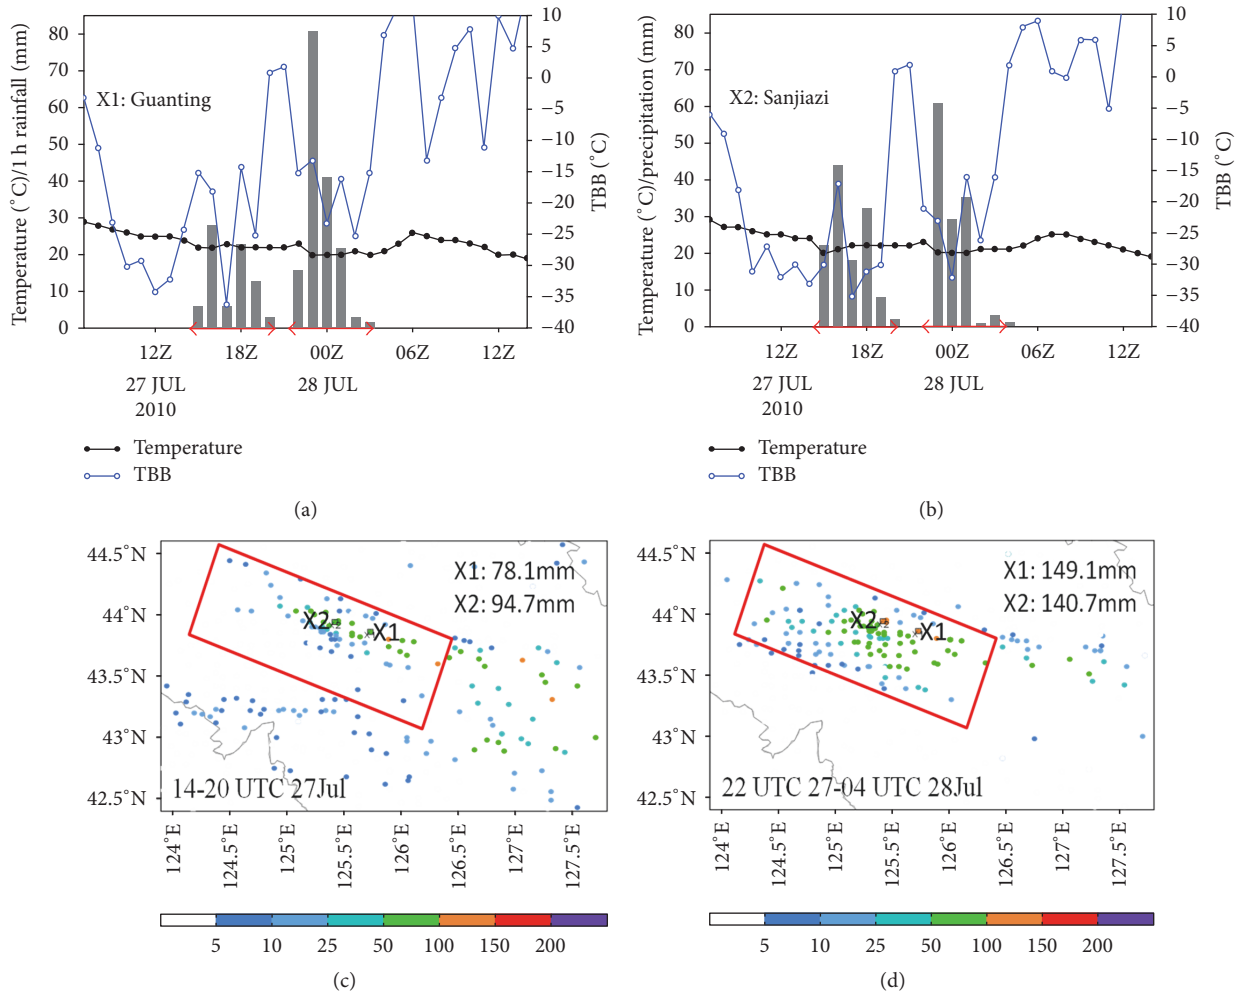 (a)
(b)
Temperature (˚C)/1 h rainfall (mm)
80
70
60
50
40
30
20
10
0
X1: Guanting
10
5
0
−5
−10
−15
−20
−25
−30
−35
−40
TBB (˚C)
12Z 18Z 00Z 06Z 12Z
27 JUL 28 JUL
2010
Temperature
TBB
(a)
Temperature (˚C)/precipitation (mm)
80
70
60
50
40
30
20
10
0
X2: Sanjiazi
10
5
0
−5
−10
−15
−20
−25
−30
−35
−40
TBB (˚C)
12Z 18Z 00Z 06Z 12Z
27 JUL 28 JUL
2010
Temperature
TBB
(b)
44.5˚N
44˚N
43.5˚N
43˚N
42.5˚N
X1: 78.1mm
X2: 94.7mm
X2
X1
14-20 UTC 27Jul
124˚E 124.5˚E 125˚E 125.5˚E 126˚E 126.5˚E 127˚E 127.5˚E
5 10 25 50 100 150 200
(c)
44.5˚N
44˚N
43.5˚N
43˚N
42.5˚N
X1: 149.1mm
X2: 140.7mm
X2
X1
22 UTC 27-04 UTC 28Jul
124˚E 124.5˚E 125˚E 125.5˚E 126˚E 126.5˚E 127˚E 127.5˚E
5 10 25 50 100 150 200
(d)